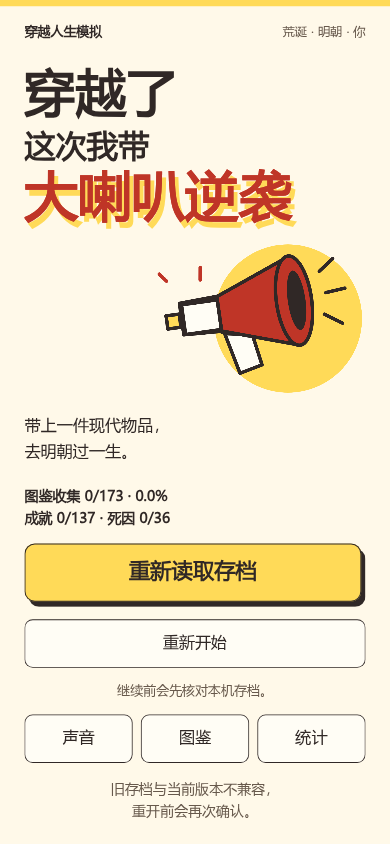 穿越人生模拟
荒诞 · 明朝 · 你
穿越了
这次我带
大喇叭逆袭
带上一件现代物品，
去明朝过一生。
图鉴收集 0/173 · 0.0%
成就 0/137 · 死因 0/36
重新读取存档
重新开始
继续前会先核对本机存档。
声音
图鉴
统计
旧存档与当前版本不兼容，
重开前会再次确认。